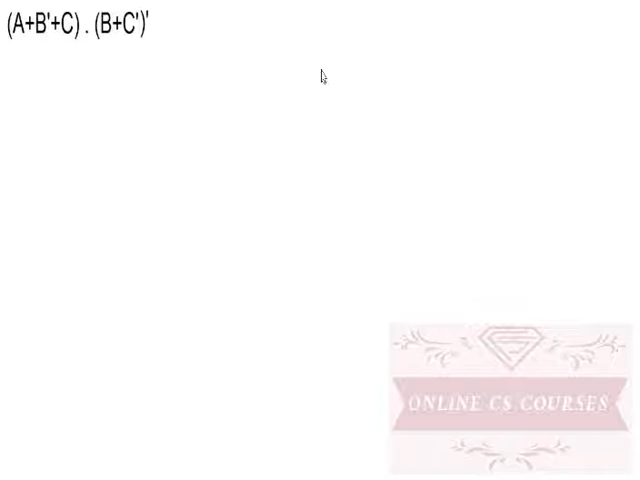 (A+B'+C) . (B+C')'
ONLINE CS COURSES